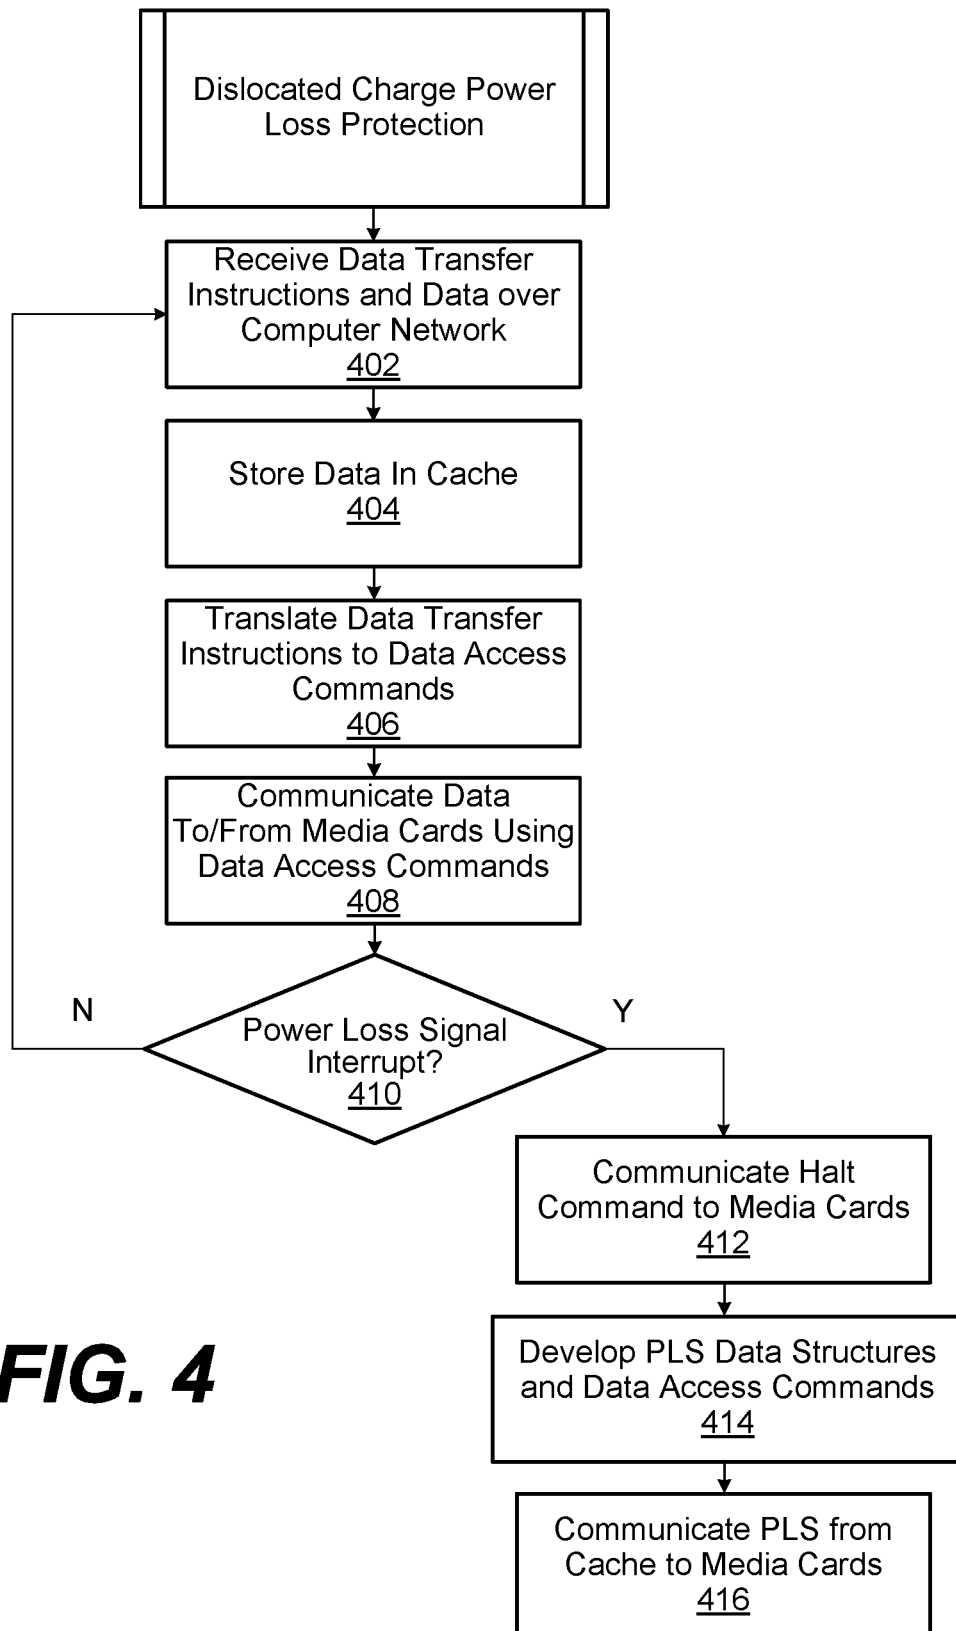 Dislocated Charge Power
Loss Protection
Receive Data Transfer
Instructions and Data over
Computer Network
402
Store Data In Cache
404
Translate Data Transfer
Instructions to Data Access
Commands
406
Communicate Data
To/From Media Cards Using
Data Access Commands
408
N
Y
Power Loss Signal
Interrupt?
410
Communicate Halt
Command to Media Cards
412
Develop PLS Data Structures
and Data Access Commands
414
Communicate PLS from
Cache to Media Cards
416
FIG. 4